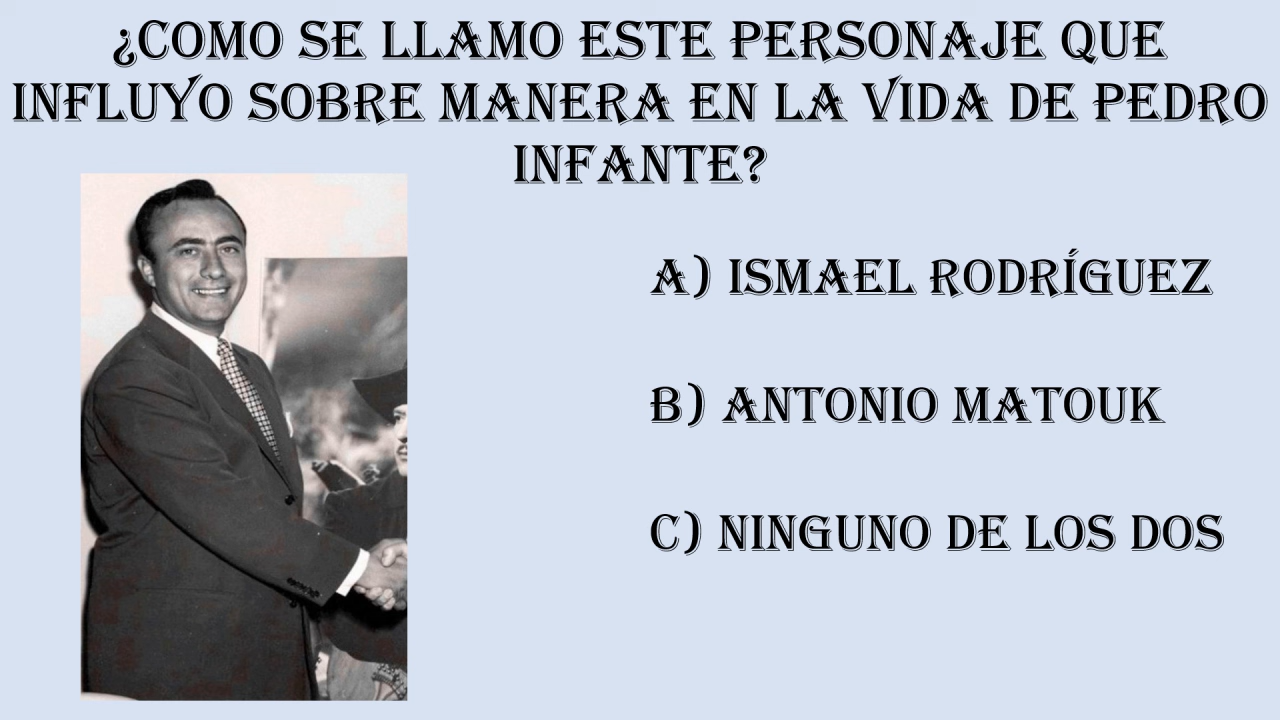 ¿COMO SE LLAMO ESTE PERSONAJE QUE
INFLUYO SOBRE MANERA EN LA VIDA DE PEDRO
INFANTE?
A) ISMAEL RODRÍGUEZ
B) ANTONIO MATOUK
C) NINGUNO DE LOS DOS